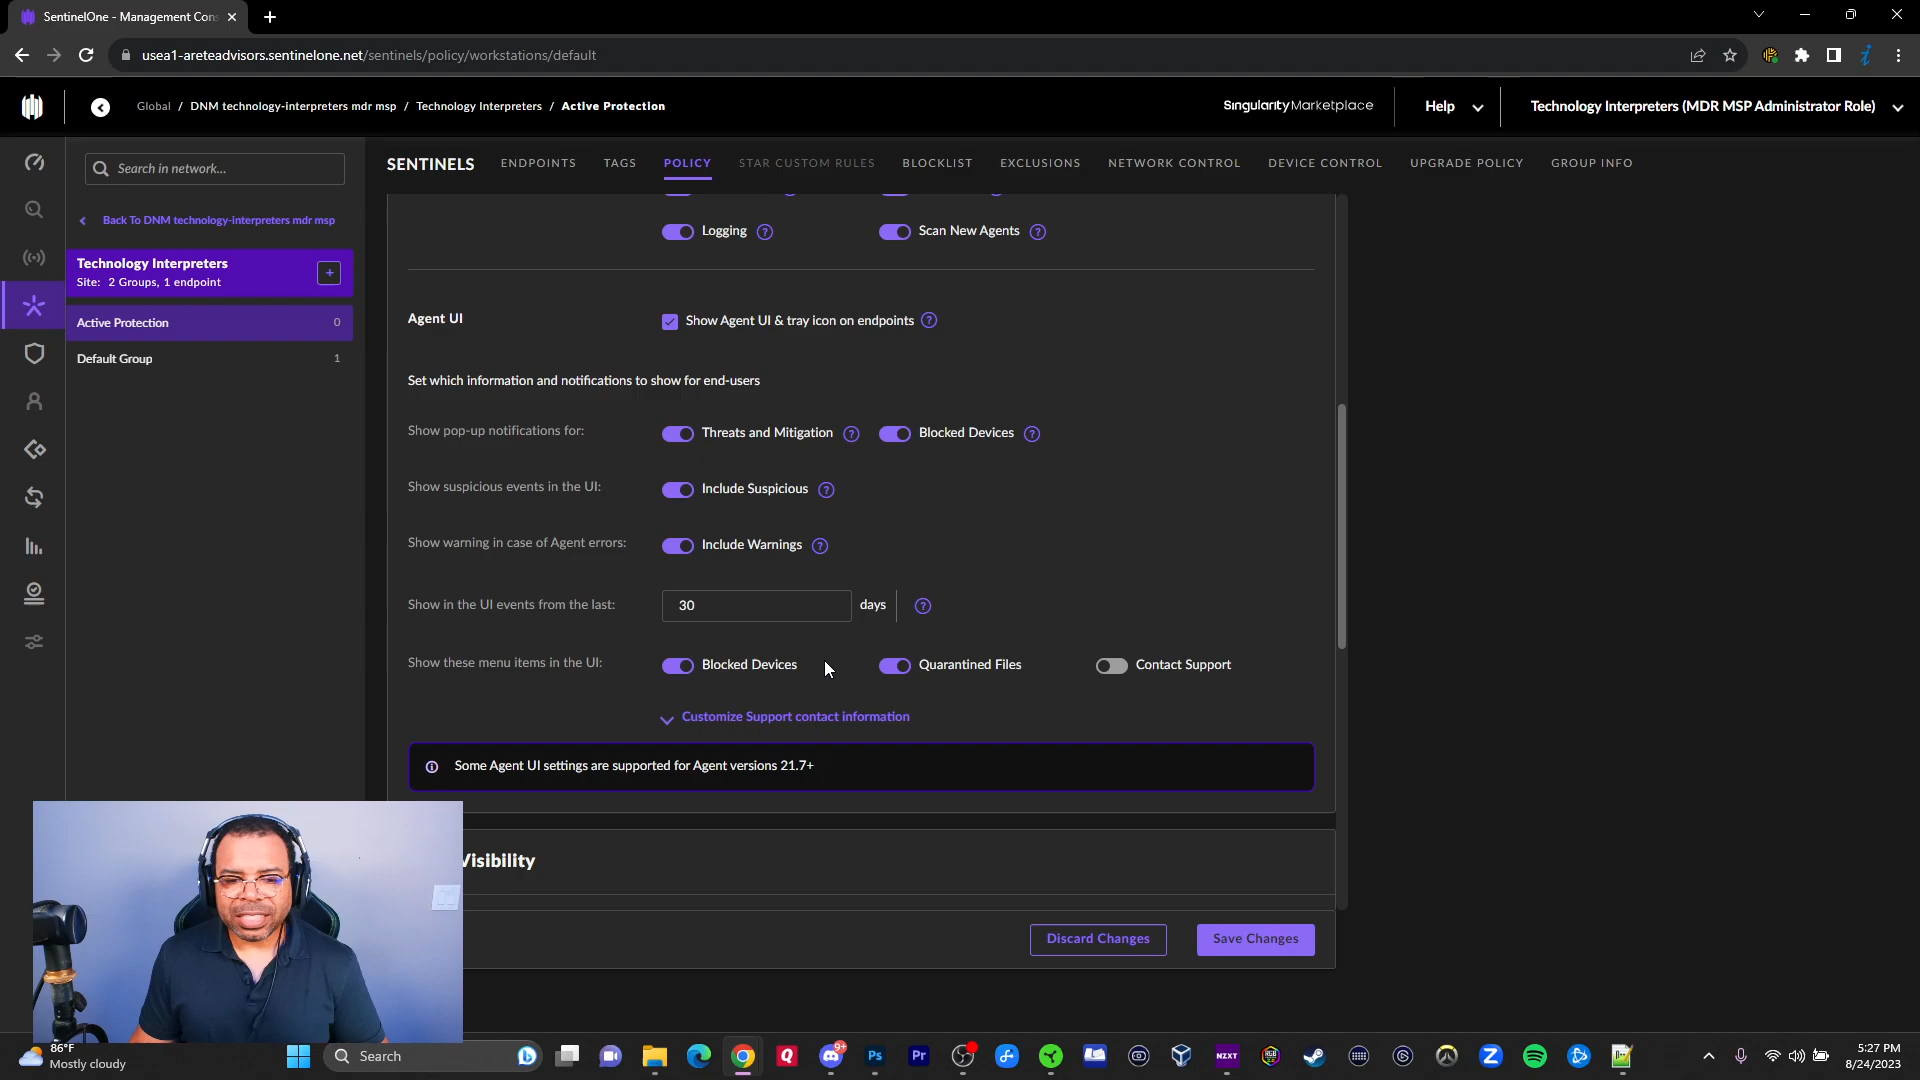 SentinelOne - Management Con
usea1-areteadvisors.sentinelone.net/sentinels/policy/workstations/default
Global / DNM technology-interpreters mdr msp / Technology Interpreters / Active Protection
Singularity Marketplace
Help
Technology Interpreters (MDR MSP Administrator Role)
Search in network...
SENTINELS ENDPOINTS TAGS POLICY STAR CUSTOM RULES BLOCKLIST EXCLUSIONS NETWORK CONTROL DEVICE CONTROL UPGRADE POLICY GROUP INFO
Back To DNM technology-interpreters mdr msp
Technology Interpreters
Site: 2 Groups, 1 endpoint
+
Active Protection 0
Default Group 1
Logging ? Scan New Agents ?
Agent UI
Show Agent UI & tray icon on endpoints ?
Set which information and notifications to show for end-users
Show pop-up notifications for: Threats and Mitigation ? Blocked Devices ?
Show suspicious events in the UI: Include Suspicious ?
Show warning in case of Agent errors: Include Warnings ?
Show in the UI events from the last: 30 days ?
Show these menu items in the UI: Blocked Devices Quarantined Files Contact Support
Customize Support contact information
Some Agent UI settings are supported for Agent versions 21.7+
Visibility
Discard Changes
Save Changes
86°F
Mostly cloudy
Search
Q
9+
Ps
Pr
NZXT
Z
5:27 PM
8/24/2023